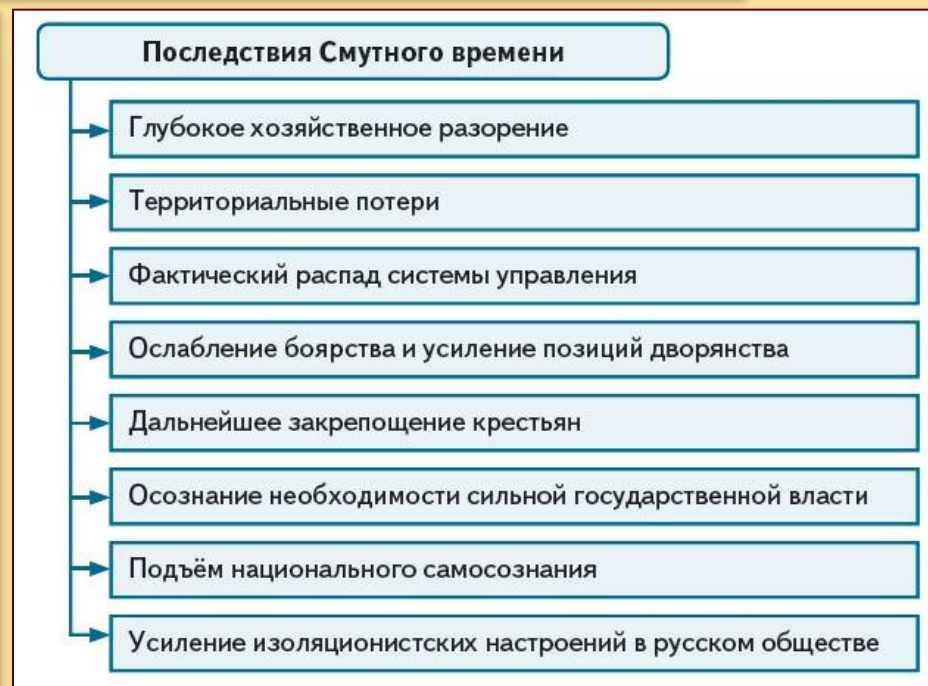 Последствия Смутного времени
Глубокое хозяйственное разорение
Территориальные потери
Фактический распад системы управления
Ослабление боярства и усиление позиций дворянства
Дальнейшее закрепощение крестьян
Осознание необходимости сильной государственной власти
Подъём национального самосознания
Усиление изоляционистских настроений в русском обществе